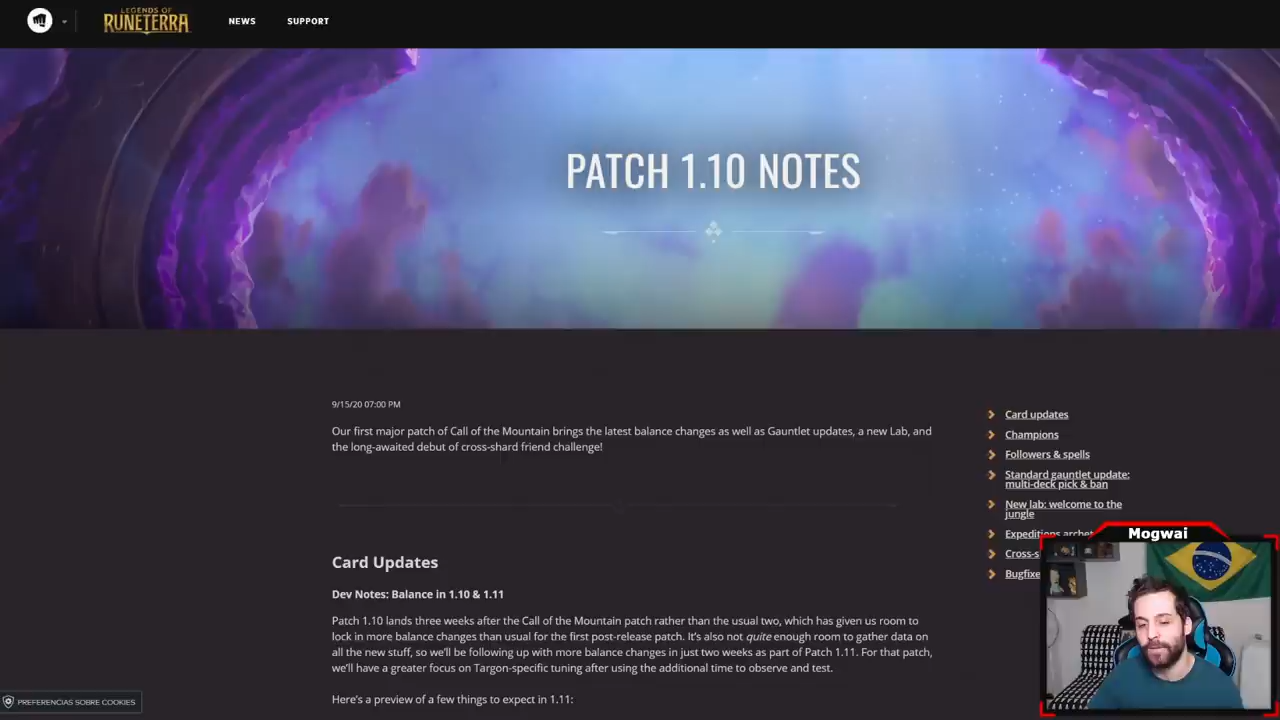 LEGENDS OF
RUNETERRA
NEWS
SUPPORT
PATCH 1.10 NOTES
9/15/20 07:00 PM
Our first major patch of Call of the Mountain brings the latest balance changes as well as Gauntlet updates, a new Lab, and
the long-awaited debut of cross-shard friend challenge!
Card Updates
Dev Notes: Balance in 1.10 & 1.11
Patch 1.10 lands three weeks after the Call of the Mountain patch rather than the usual two, which has given us room to
lock in more balance changes than usual for the first post-release patch. It's also not quite enough room to gather data on
all the new stuff, so we'll be following up with more balance changes in just two weeks as part of Patch 1.11. For that patch,
we'll have a greater focus on Targon-specific tuning after using the additional time to observe and test.
Here's a preview of a few things to expect in 1.11:
Card updates
Champions
Followers & spells
Standard gauntlet update:
multi-deck pick & ban
New lab: welcome to the
jungle
Expeditions archet
Cross-s
Bugfixe
Mogwai
PREFERENCIAS SOBRE COOKIES